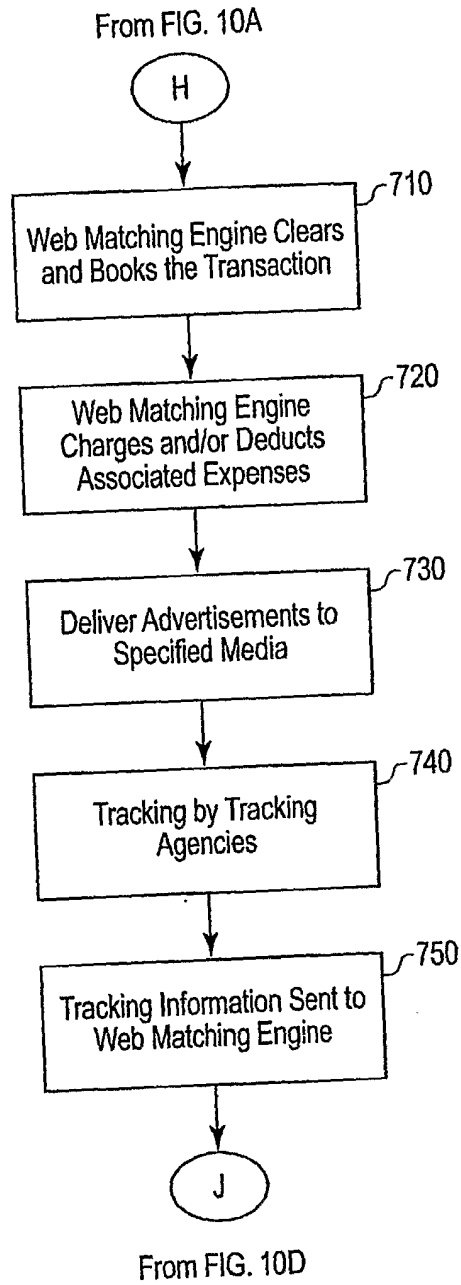 From FIG. 10A
H
710
Web Matching Engine Clears
and Books the Transaction
720
Web Matching Engine
Charges and/or Deducts
Associated Expenses
730
Deliver Advertisements to
Specified Media
740
Tracking by Tracking
Agencies
750
Tracking Information Sent to
Web Matching Engine
J
From FIG. 10D